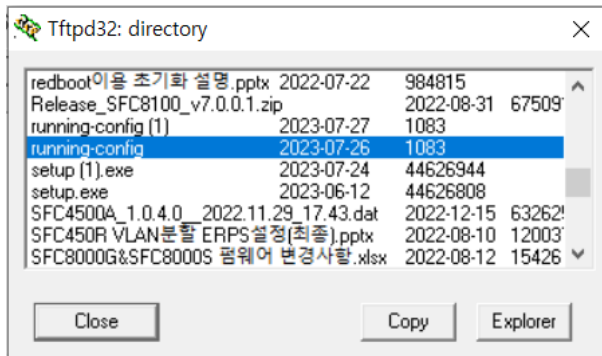 Tftpd32: directory
redboot이용 초기화 설명.pptx 2022-07-22 984815
Release_SFC8100_v7.0.0.1.zip 2022-08-31 67509
running-config (1) 2023-07-27 1083
running-config 2023-07-26 1083
setup (1).exe 2023-07-24 44626944
setup.exe 2023-06-12 44626808
SFC4500A_1.0.4.0__2022.11.29_17.43.dat 2022-12-15 63262
SFC450R VLAN분할 ERPS설정(최종).pptx 2022-08-10 12003
SFC8000G&SFC8000S 펌웨어 변경사항.xlsx 2022-08-12 15426
Close Copy Explorer